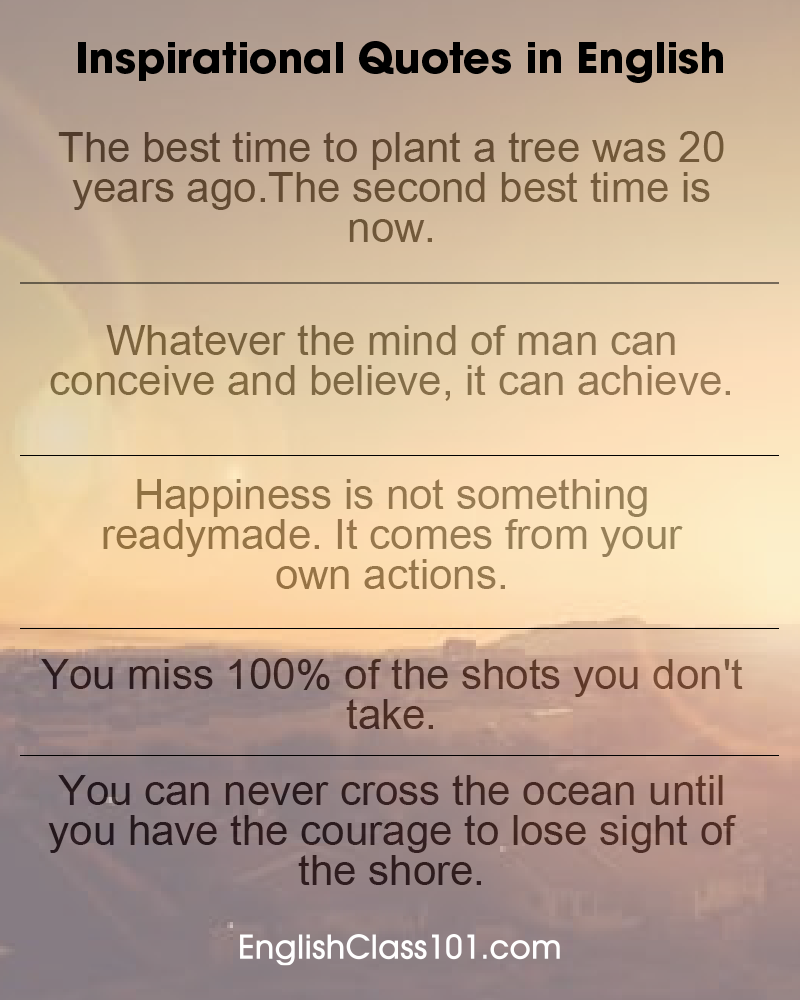 Inspirational Quotes in English
The best time to plant a tree was 20
years ago.The second best time is
now.
Whatever the mind of man can
conceive and believe, it can achieve.
Happiness is not something
readymade. It comes from your
own actions.
You miss 100% of the shots you don't
take.
You can never cross the ocean until
you have the courage to lose sight of
the shore.
EnglishClass101.com